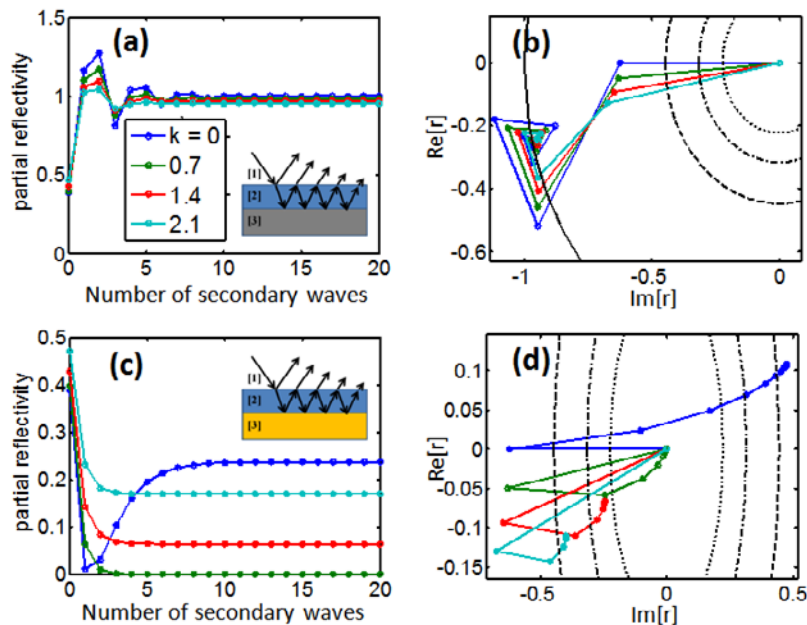 (a)
partial reflectivity
1.5
1
0.5
0
k = 0
0.7
1.4
2.1
[1]
[2]
[3]
0 5 10 15 20
Number of secondary waves
(b)
Re[r]
0
-0.2
-0.4
-0.6
-1 -0.5 0
Im[r]
(c)
partial reflectivity
0.5
0.4
0.3
0.2
0.1
0
[1]
[2]
[3]
0 5 10 15 20
Number of secondary waves
(d)
Re[r]
0.1
0.05
0
-0.05
-0.1
-0.15
-0.5 0 0.5
Im[r]